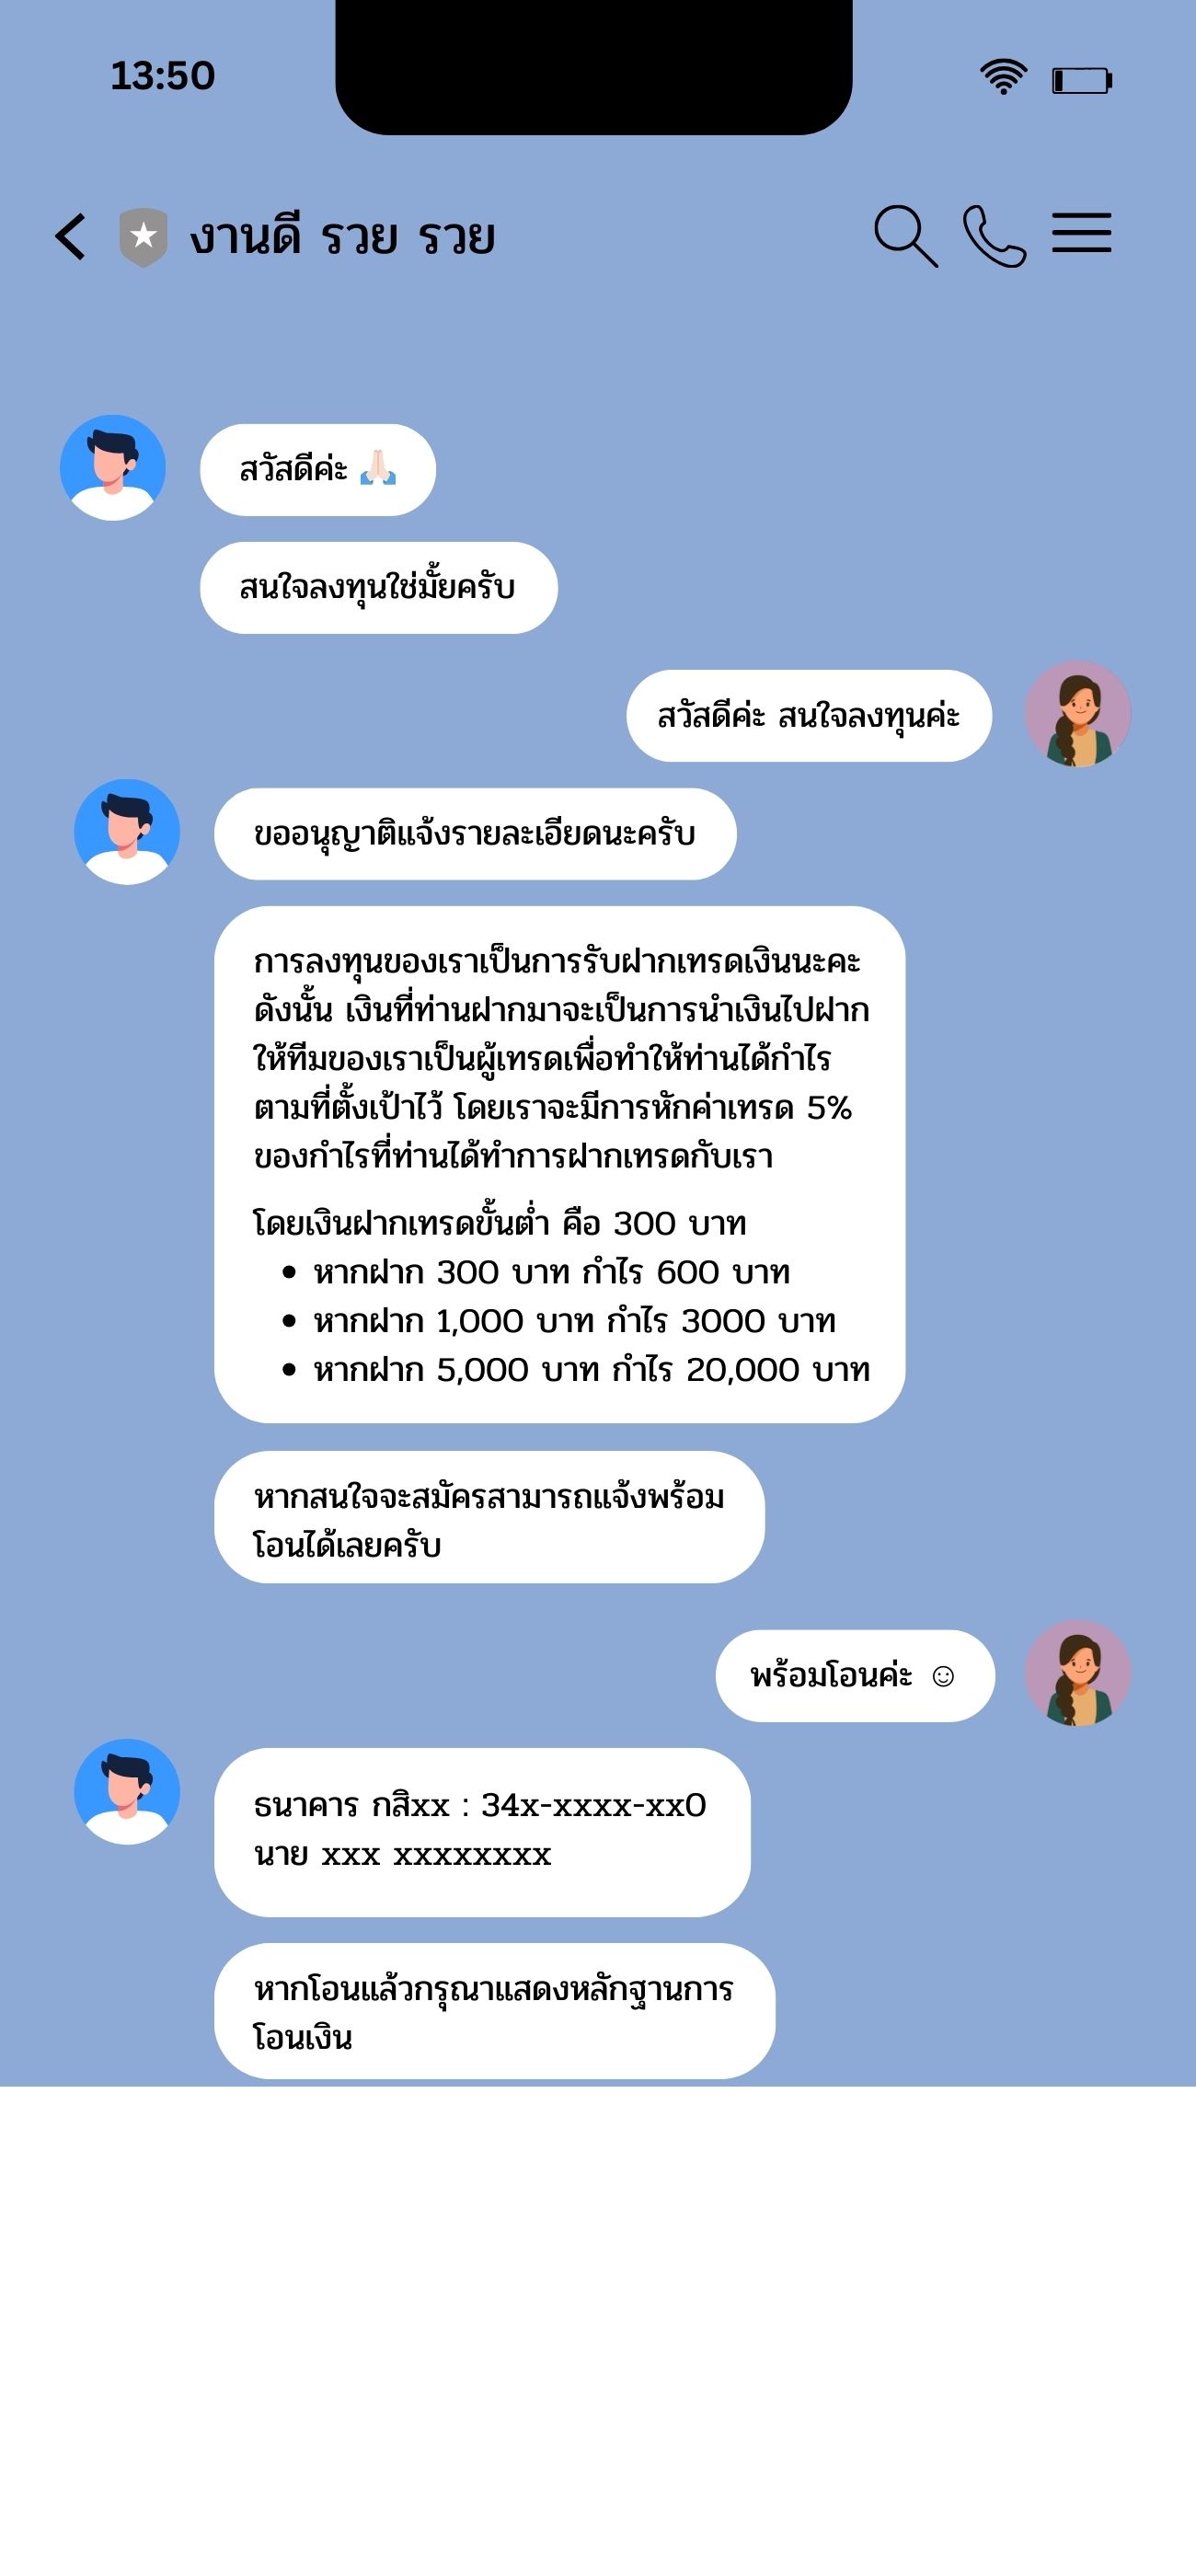 13:50
งานดี รวย รวย
สวัสดีค่ะ 🙏🏻
สนใจลงทุนใช่มั้ยครับ
สวัสดีค่ะ สนใจลงทุนค่ะ
ขออนุญาติแจ้งรายละเอียดนะครับ
การลงทุนของเราเป็นการรับฝากเทรดเงินนะคะ
ดังนั้น เงินที่ท่านฝากมาจะเป็นการนำเงินไปฝาก
ให้ทีมของเราเป็นผู้เทรดเพื่อทำให้ท่านได้กำไร
ตามที่ตั้งเป้าไว้ โดยเราจะมีการหักค่าเทรด 5%
ของกำไรที่ท่านได้ทำการฝากเทรดกับเรา
โดยเงินฝากเทรดขั้นต่ำ คือ 300 บาท
• หากฝาก 300 บาท กำไร 600 บาท
• หากฝาก 1,000 บาท กำไร 3000 บาท
• หากฝาก 5,000 บาท กำไร 20,000 บาท
หากสนใจจะสมัครสามารถแจ้งพร้อม
โอนได้เลยครับ
พร้อมโอนค่ะ ☺
ธนาคาร กสิxx : 34x-xxxx-xx0
นาย xxx xxxxxxxx
หากโอนแล้วกรุณาแสดงหลักฐานการ
โอนเงิน